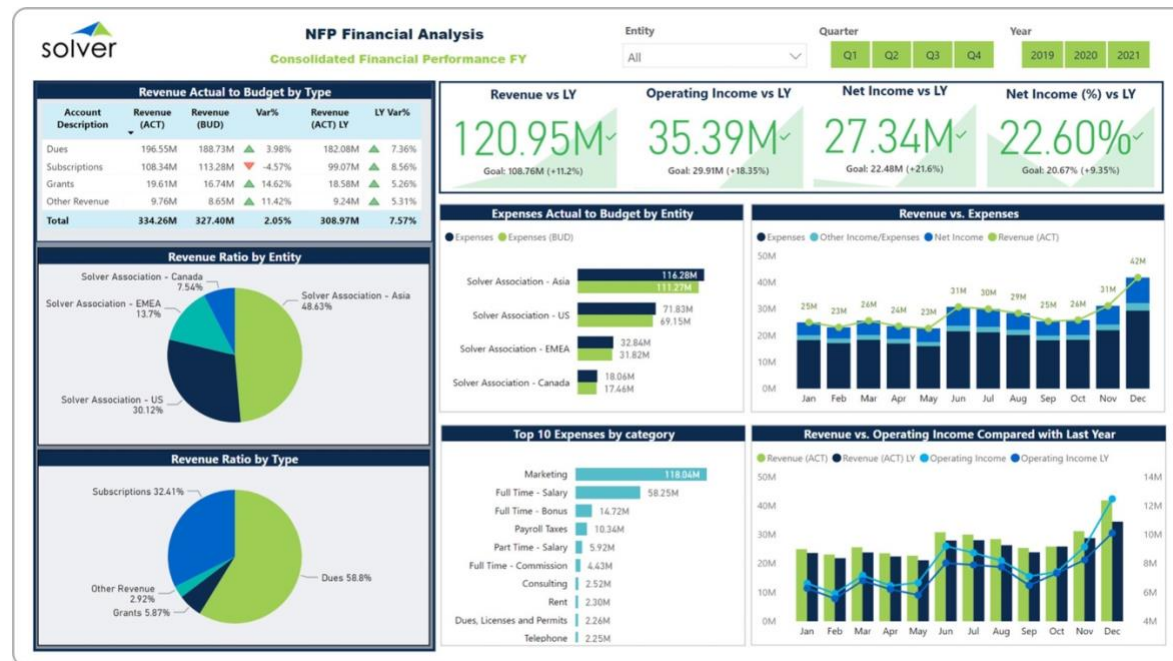 solver
NFP Financial Analysis
Consolidated Financial Performance FY
Entity
All
Quarter
Q1 Q2 Q3 Q4
Year
2019 2020 2021
Revenue Actual to Budget by Type
Account Description Revenue (ACT) Revenue (BUD) Var% Revenue (ACT) LY LY Var%
Dues 196.55M 188.73M 3.98% 182.08M 7.36%
Subscriptions 108.34M 113.28M -4.57% 99.07M 8.56%
Grants 19.61M 16.74M 14.62% 18.58M 5.26%
Other Revenue 9.76M 8.65M 11.42% 9.24M 5.31%
Total 334.26M 327.40M 2.05% 308.97M 7.57%
Revenue vs LY
120.95M
Goal: 108.76M (+11.2%)
Operating Income vs LY
35.39M
Goal: 29.91M (+18.35%)
Net Income vs LY
27.34M
Goal: 22.48M (+21.6%)
Net Income (%) vs LY
22.60%
Goal: 20.67% (+9.35%)
Revenue Ratio by Entity
Solver Association - Canada
7.54%
Solver Association - EMEA
13.7%
Solver Association - Asia
48.63%
Solver Association - US
30.12%
Revenue Ratio by Type
Subscriptions 32.41%
Other Revenue
2.92%
Grants 5.87%
Dues 58.8%
Expenses Actual to Budget by Entity
Expenses Expenses (BUD)
Solver Association - Asia 116.28M
111.27M
Solver Association - US 71.83M
69.15M
Solver Association - EMEA 32.84M
31.82M
Solver Association - Canada 18.06M
17.46M
Revenue vs. Expenses
Expenses Other Income/Expenses Net Income Revenue (ACT)
50M
40M
30M
20M
10M
0M
25M 23M 26M 24M 23M 31M 30M 29M 25M 26M 31M 42M
Jan Feb Mar Apr May Jun Jul Aug Sep Oct Nov Dec
Top 10 Expenses by category
Marketing 118.04M
Full Time - Salary 58.25M
Full Time - Bonus 14.72M
Payroll Taxes 10.34M
Part Time - Salary 5.92M
Full Time - Commission 4.43M
Consulting 2.52M
Rent 2.30M
Dues, Licenses and Permits 2.26M
Telephone 2.25M
Revenue vs. Operating Income Compared with Last Year
Revenue (ACT) Revenue (ACT) LY Operating Income Operating Income LY
50M 14M
40M 12M
30M 10M
20M 8M
10M 6M
0M 4M
Jan Feb Mar Apr May Jun Jul Aug Sep Oct Nov Dec